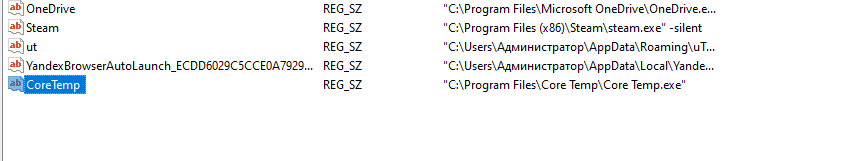 OneDrive REG_SZ "C:\Program Files\Microsoft OneDrive\OneDrive.e...
Steam REG_SZ "C:\Program Files (x86)\Steam\steam.exe" -silent
ut REG_SZ "C:\Users\Администратор\AppData\Roaming\uT...
YandexBrowserAutoLaunch_ECDD6029C5CCE0A7929... REG_SZ "C:\Users\Администратор\AppData\Local\Yande...
CoreTemp REG_SZ "C:\Program Files\Core Temp\Core Temp.exe"